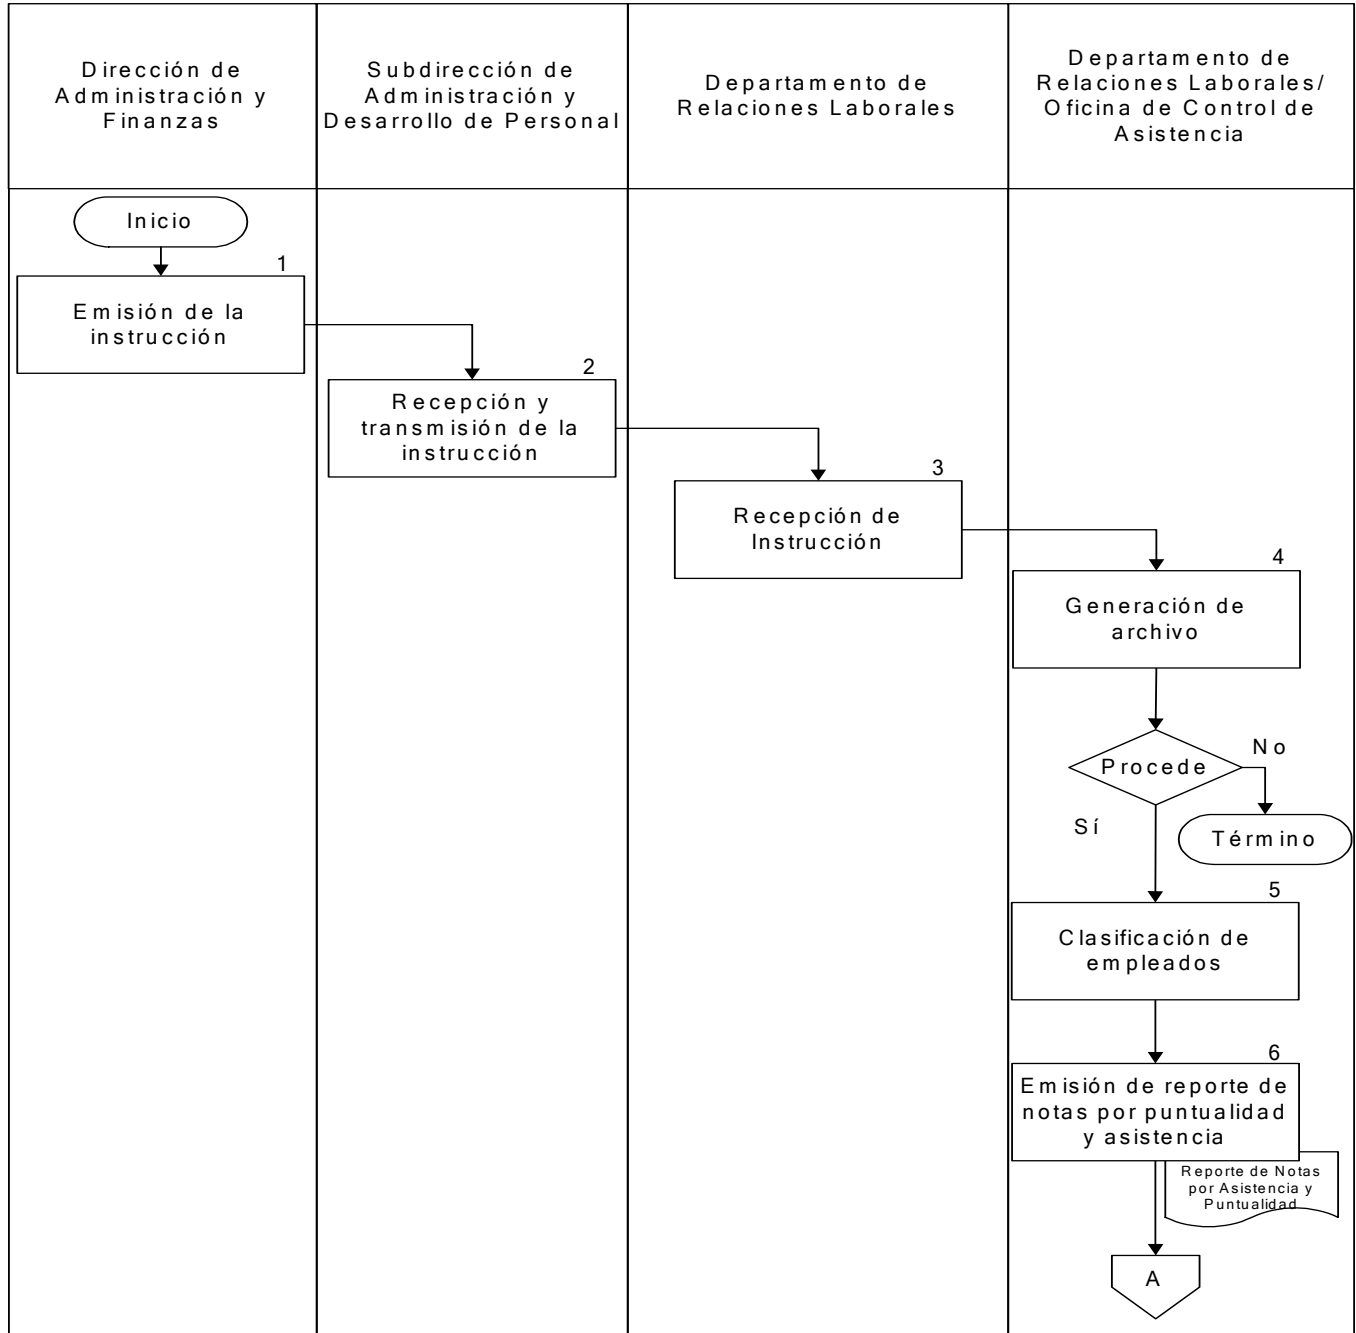 Dirección de
Administración y
Finanzas
Subdirección de
Administración y
Desarrollo de Personal
Departamento de
Relaciones Laborales
Departamento de
Relaciones Laborales/
Oficina de Control de
Asistencia
Inicio
1
Emisión de la
instrucción
2
Recepción y
transmisión de la
instrucción
3
Recepción de
Instrucción
4
Generación de
archivo
Procede
No
Sí
Término
5
Clasificación de
empleados
6
Emisión de reporte de
notas por puntualidad
y asistencia
Reporte de Notas
por Asistencia y
Puntualidad
A